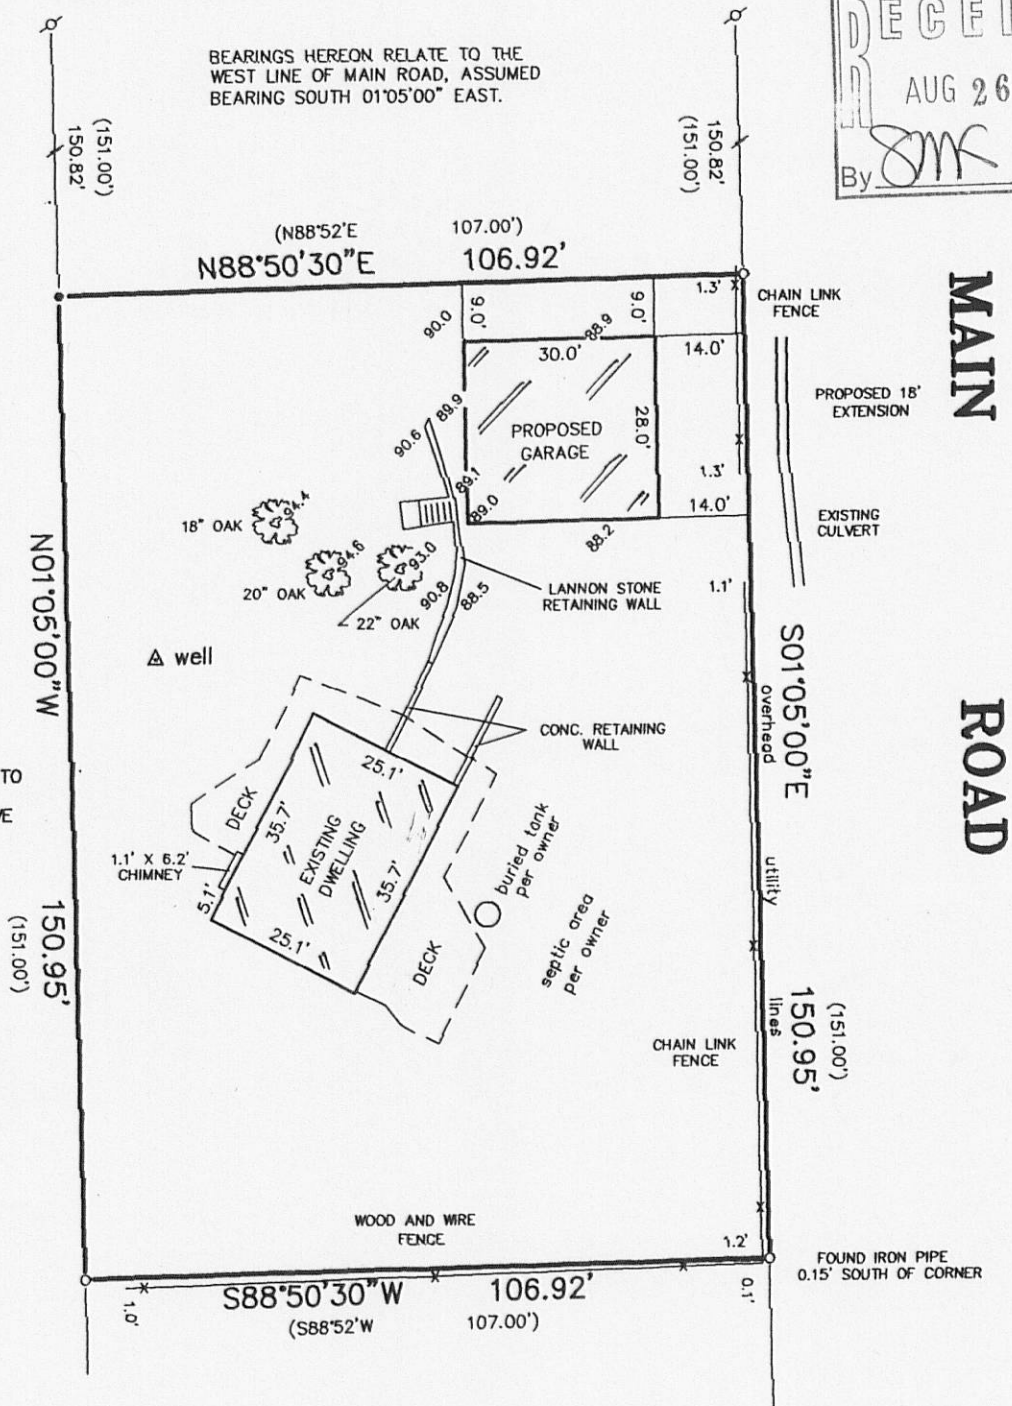 BEARINGS HEREON RELATE TO THE
WEST LINE OF MAIN ROAD, ASSUMED
BEARING SOUTH 01°05'00" EAST.
AUG 26
By SMK
(151.00')
150.82'
150.82'
(151.00')
(N88°52'E 107.00')
N88°50'30"E 106.92'
MAIN
ROAD
1.3'
CHAIN LINK
FENCE
9.0'
9.0'
90.0
88.9
30.0'
14.0'
PROPOSED 18'
EXTENSION
89.9
90.6
PROPOSED
GARAGE
28.0'
1.3'
89.1
89.0
14.0'
88.2
EXISTING
CULVERT
18" OAK
94.4
20" OAK
94.6
93.0
22" OAK
90.8
88.5
LANNON STONE
RETAINING WALL
1.1'
N01°05'00"W
S01°05'00"E
overhead
utility
lines
well
CONC. RETAINING
WALL
TO
25.1'
DECK
35.7'
EXISTING
DWELLING
35.7'
1.1' X 6.2'
CHIMNEY
5.1'
25.1'
DECK
buried tank
per owner
septic area
per owner
150.95'
(151.00')
(151.00')
150.95'
CHAIN LINK
FENCE
WOOD AND WIRE
FENCE
1.2'
FOUND IRON PIPE
0.15' SOUTH OF CORNER
0.1'
1.0'
S88°50'30"W 106.92'
(S88°52'W 107.00')